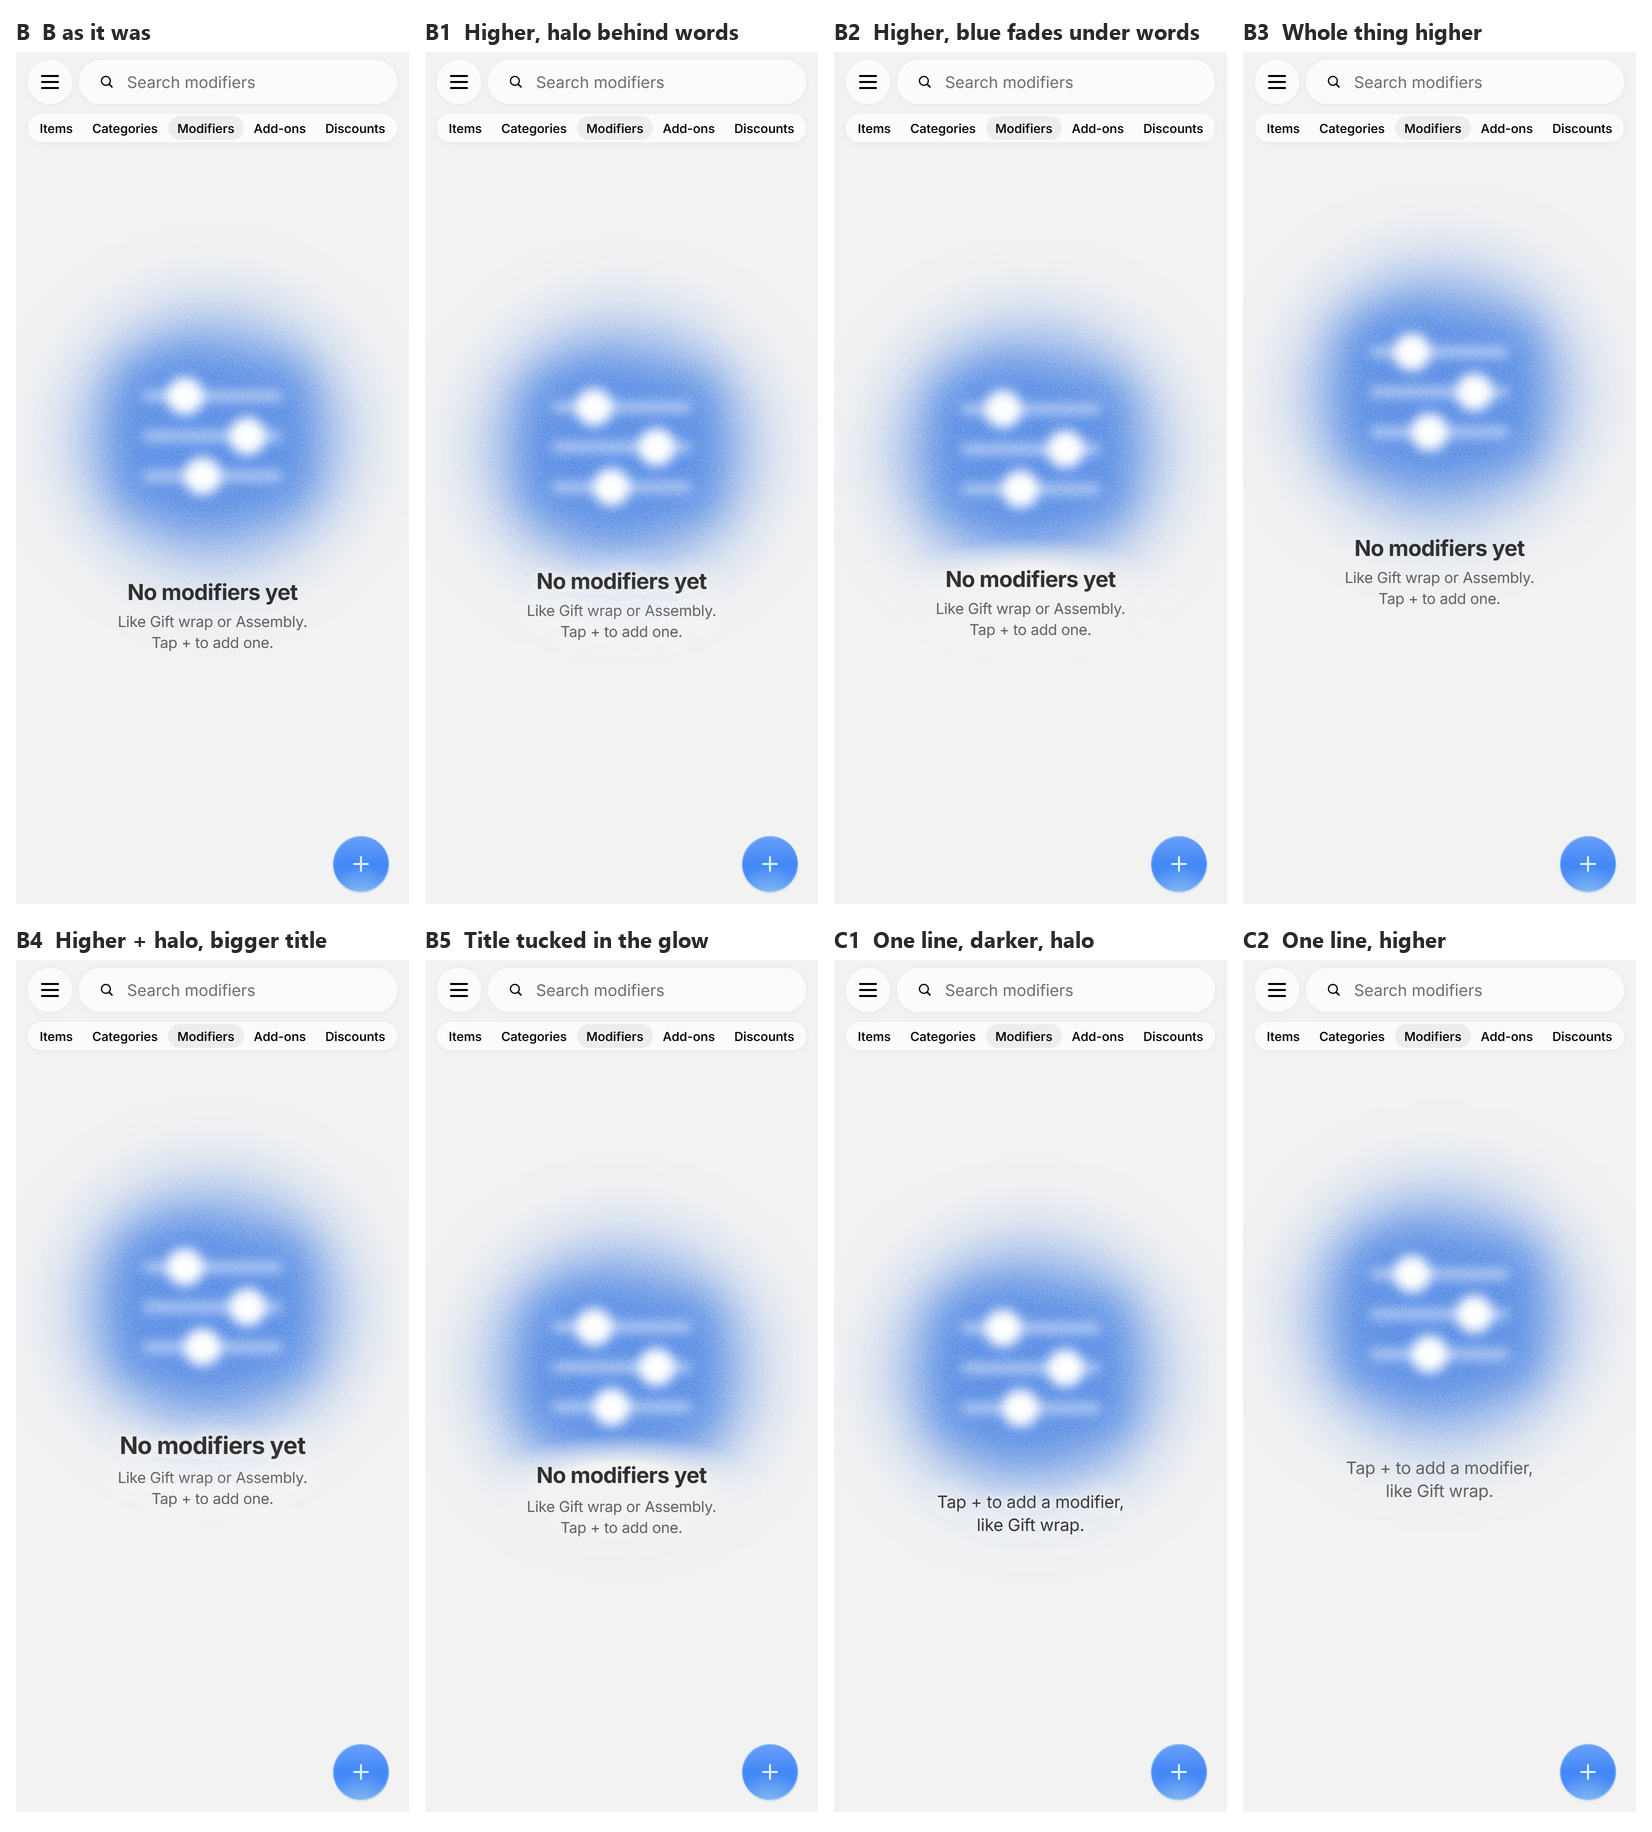 B B as it was
B1 Higher, halo behind words
B2 Higher, blue fades under words
B3 Whole thing higher
Search modifiers
Search modifiers
Search modifiers
Search modifiers
Items Categories Modifiers Add-ons Discounts
Items Categories Modifiers Add-ons Discounts
Items Categories Modifiers Add-ons Discounts
Items Categories Modifiers Add-ons Discounts
No modifiers yet
Like Gift wrap or Assembly.
Tap + to add one.
No modifiers yet
Like Gift wrap or Assembly.
Tap + to add one.
No modifiers yet
Like Gift wrap or Assembly.
Tap + to add one.
No modifiers yet
Like Gift wrap or Assembly.
Tap + to add one.
+
+
+
+
B4 Higher + halo, bigger title
B5 Title tucked in the glow
C1 One line, darker, halo
C2 One line, higher
Search modifiers
Search modifiers
Search modifiers
Search modifiers
Items Categories Modifiers Add-ons Discounts
Items Categories Modifiers Add-ons Discounts
Items Categories Modifiers Add-ons Discounts
Items Categories Modifiers Add-ons Discounts
No modifiers yet
Like Gift wrap or Assembly.
Tap + to add one.
No modifiers yet
Like Gift wrap or Assembly.
Tap + to add one.
Tap + to add a modifier,
like Gift wrap.
Tap + to add a modifier,
like Gift wrap.
+
+
+
+